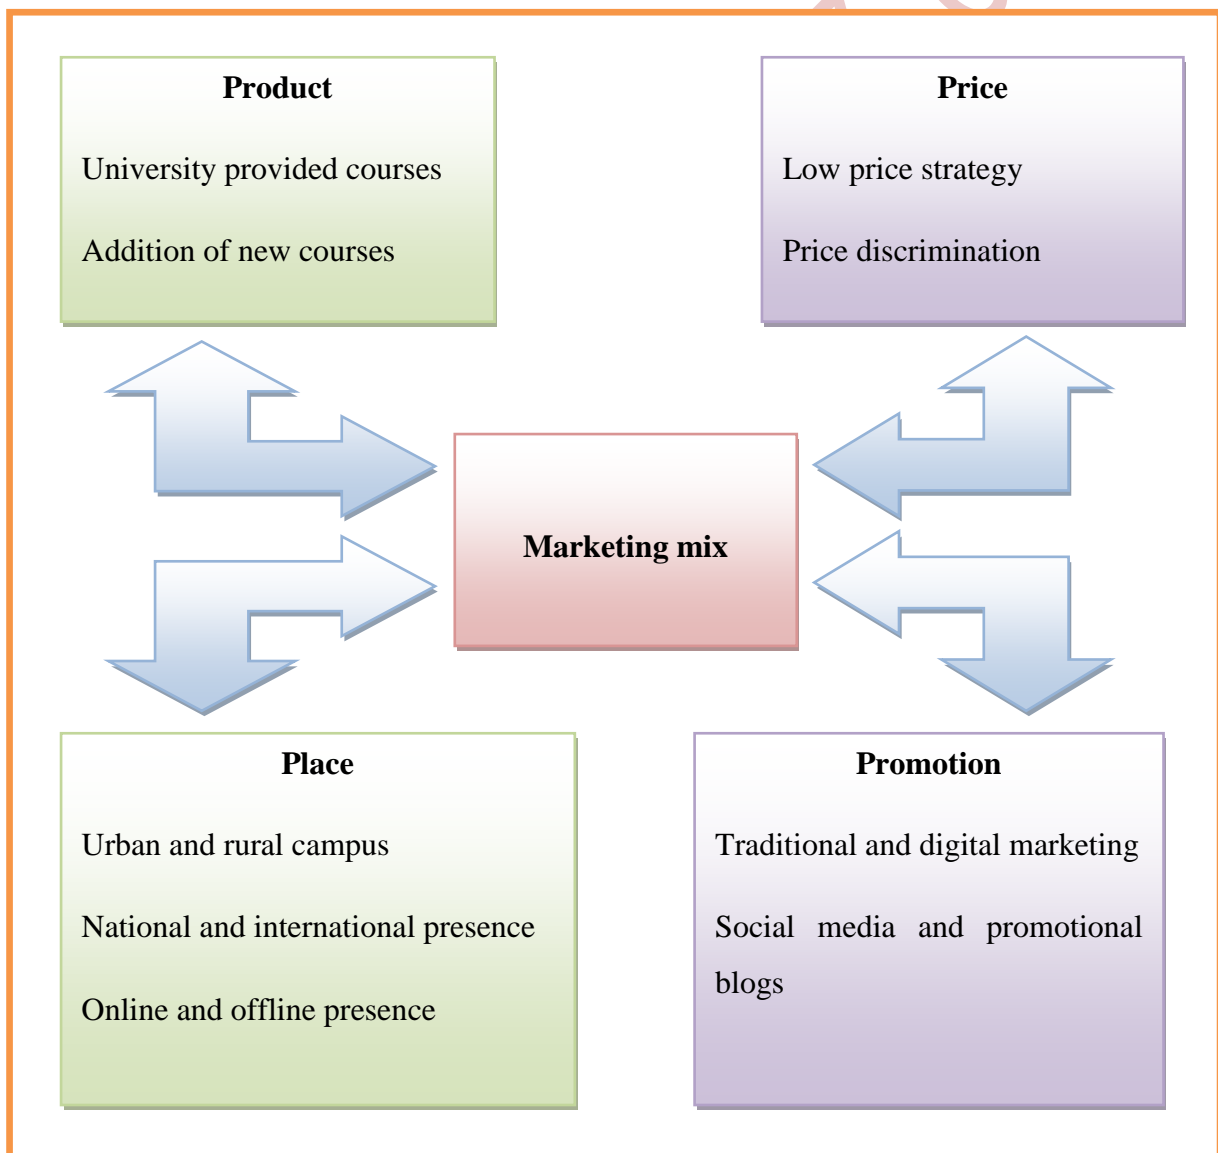 Product
University provided courses
Addition of new courses
Price
Low price strategy
Price discrimination
Marketing mix
Place
Urban and rural campus
National and international presence
Online and offline presence
Promotion
Traditional and digital marketing
Social media and promotional
blogs